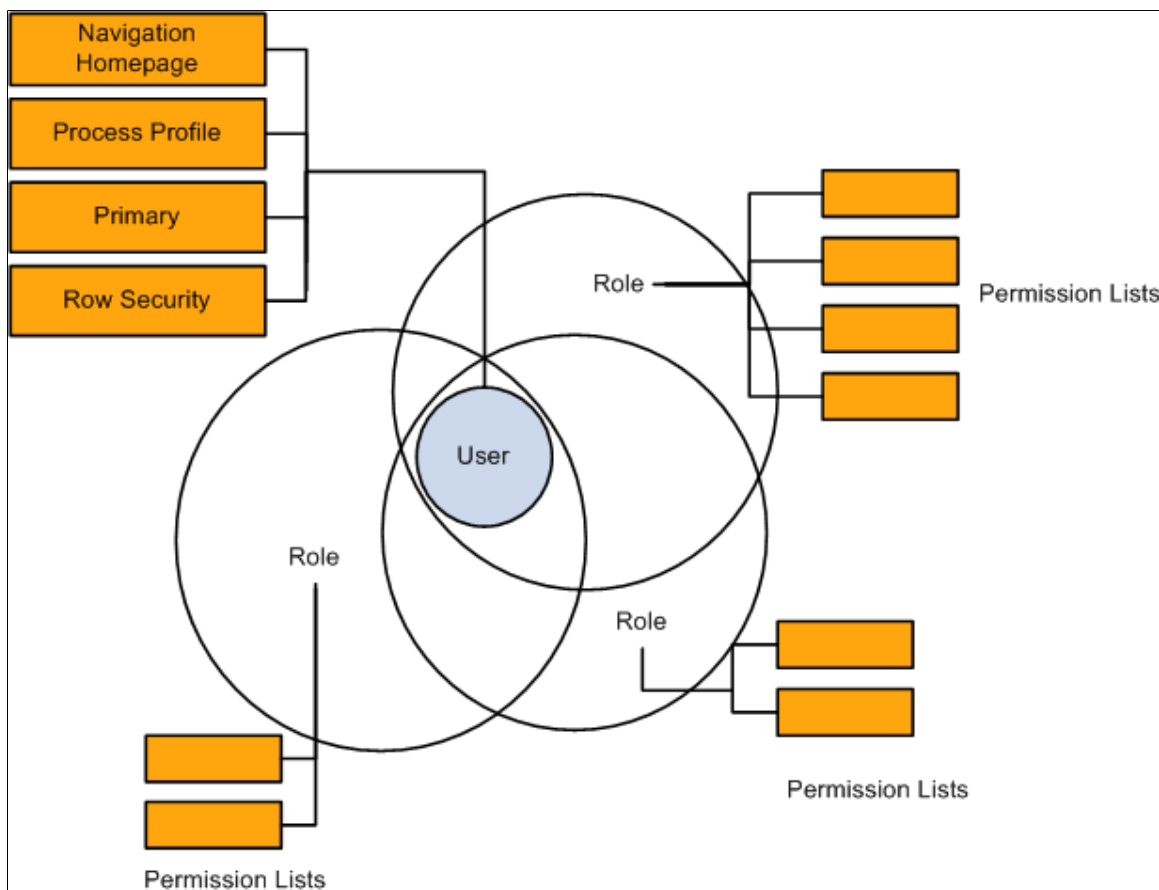 Navigation
Homepage
Process Profile
Primary
Row Security
Role
Permission Lists
User
Role
Role
Permission Lists
Permission Lists